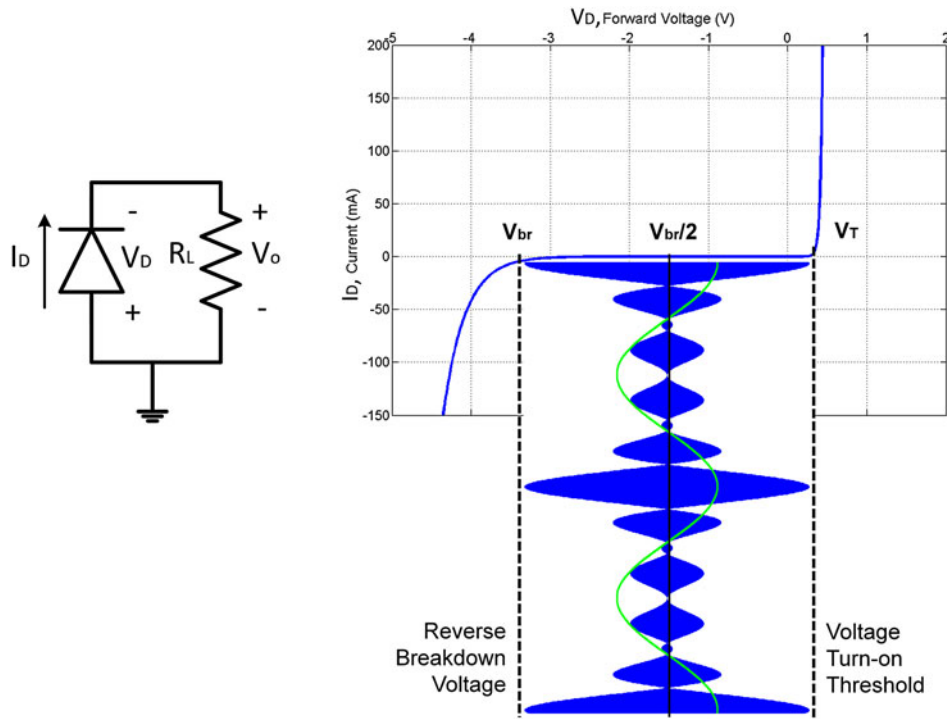 VD, Forward Voltage (V)
-5 -4 -3 -2 -1 0 1 2
200
150
100
50
0
-50
-100
-150
ID, Current (mA)
Vbr
Vbr/2
VT
ID
-
VD
+
RL
+
Vo
-
Reverse
Breakdown
Voltage
Voltage
Turn-on
Threshold